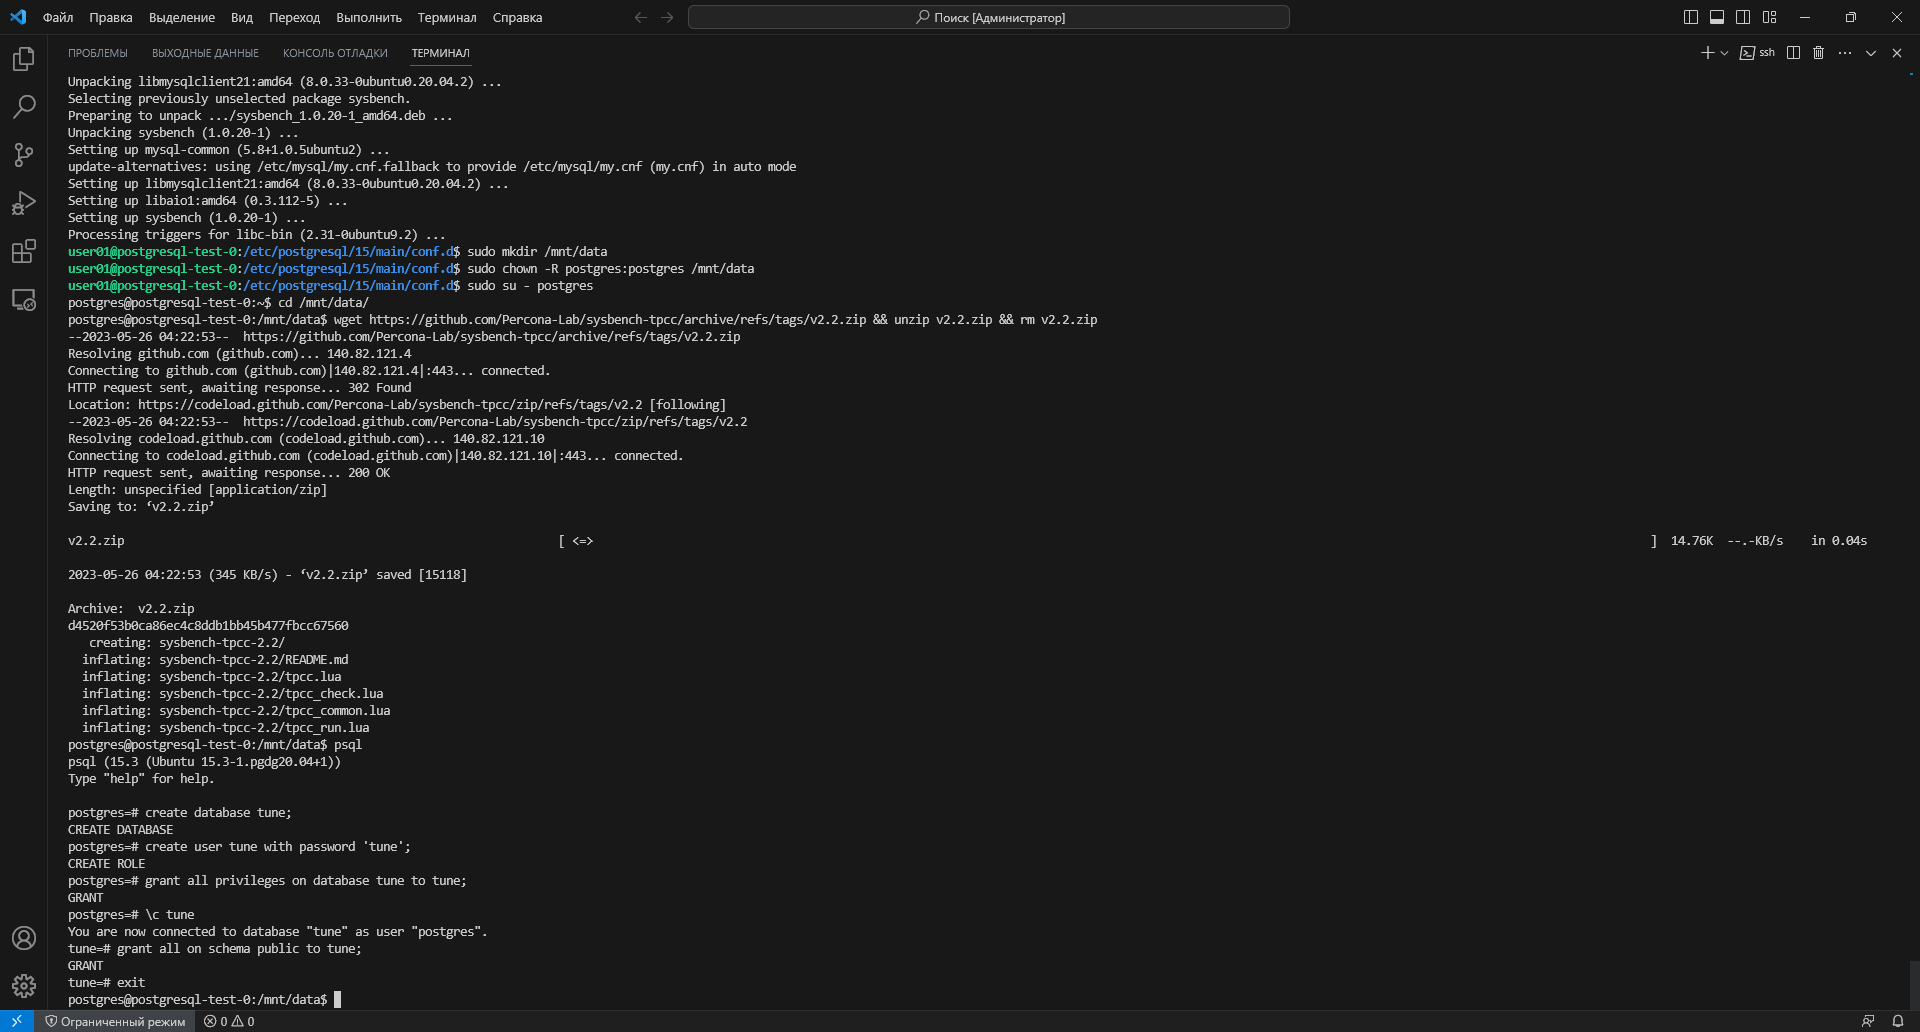 Файл Правка Выделение Вид Переход Выполнить Терминал Справка
Поиск [Администратор]
ПРОБЛЕМЫ ВЫХОДНЫЕ ДАННЫЕ КОНСОЛЬ ОТЛАДКИ ТЕРМИНАЛ
ssh
Unpacking libmysqlclient21:amd64 (8.0.33-0ubuntu0.20.04.2) ...
Selecting previously unselected package sysbench.
Preparing to unpack .../sysbench_1.0.20-1_amd64.deb ...
Unpacking sysbench (1.0.20-1) ...
Setting up mysql-common (5.8+1.0.5ubuntu2) ...
update-alternatives: using /etc/mysql/my.cnf.fallback to provide /etc/mysql/my.cnf (my.cnf) in auto mode
Setting up libmysqlclient21:amd64 (8.0.33-0ubuntu0.20.04.2) ...
Setting up libaio1:amd64 (0.3.112-5) ...
Setting up sysbench (1.0.20-1) ...
Processing triggers for libc-bin (2.31-0ubuntu9.2) ...
user01@postgresql-test-0:/etc/postgresql/15/main/conf.d$ sudo mkdir /mnt/data
user01@postgresql-test-0:/etc/postgresql/15/main/conf.d$ sudo chown -R postgres:postgres /mnt/data
user01@postgresql-test-0:/etc/postgresql/15/main/conf.d$ sudo su - postgres
postgres@postgresql-test-0:~$ cd /mnt/data/
postgres@postgresql-test-0:/mnt/data$ wget https://github.com/Percona-Lab/sysbench-tpcc/archive/refs/tags/v2.2.zip && unzip v2.2.zip && rm v2.2.zip
--2023-05-26 04:22:53--  https://github.com/Percona-Lab/sysbench-tpcc/archive/refs/tags/v2.2.zip
Resolving github.com (github.com)... 140.82.121.4
Connecting to github.com (github.com)|140.82.121.4|:443... connected.
HTTP request sent, awaiting response... 302 Found
Location: https://codeload.github.com/Percona-Lab/sysbench-tpcc/zip/refs/tags/v2.2 [following]
--2023-05-26 04:22:53--  https://codeload.github.com/Percona-Lab/sysbench-tpcc/zip/refs/tags/v2.2
Resolving codeload.github.com (codeload.github.com)... 140.82.121.10
Connecting to codeload.github.com (codeload.github.com)|140.82.121.10|:443... connected.
HTTP request sent, awaiting response... 200 OK
Length: unspecified [application/zip]
Saving to: ‘v2.2.zip’
v2.2.zip [ <=> ] 14.76K --.-KB/s in 0.04s
2023-05-26 04:22:53 (345 KB/s) - ‘v2.2.zip’ saved [15118]
Archive:  v2.2.zip
d4520f53b0ca86ec4c8ddb1bb45b477fbcc67560
creating: sysbench-tpcc-2.2/
inflating: sysbench-tpcc-2.2/README.md
inflating: sysbench-tpcc-2.2/tpcc.lua
inflating: sysbench-tpcc-2.2/tpcc_check.lua
inflating: sysbench-tpcc-2.2/tpcc_common.lua
inflating: sysbench-tpcc-2.2/tpcc_run.lua
postgres@postgresql-test-0:/mnt/data$ psql
psql (15.3 (Ubuntu 15.3-1.pgdg20.04+1))
Type "help" for help.
postgres=# create database tune;
CREATE DATABASE
postgres=# create user tune with password 'tune';
CREATE ROLE
postgres=# grant all privileges on database tune to tune;
GRANT
postgres=# \c tune
You are now connected to database "tune" as user "postgres".
tune=# grant all on schema public to tune;
GRANT
tune=# exit
postgres@postgresql-test-0:/mnt/data$
Ограниченный режим 0 0